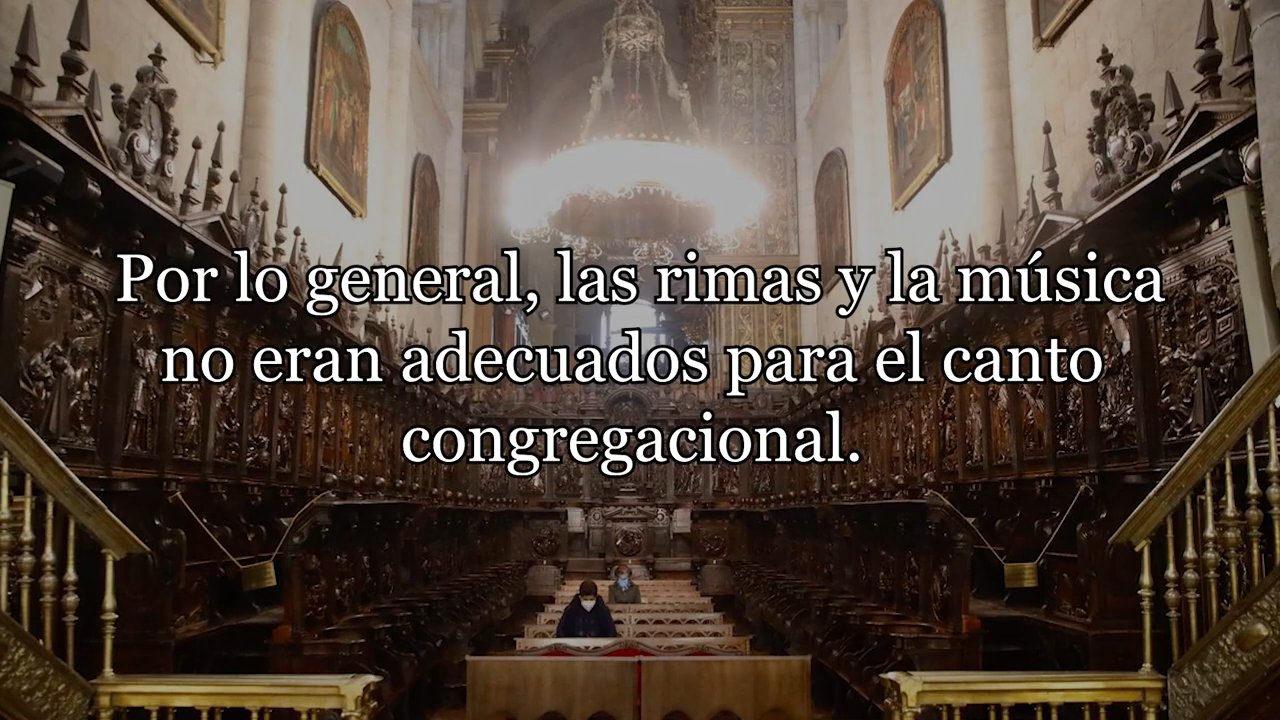 Por lo general, las rimas y la música
no eran adecuados para el canto
congregacional.